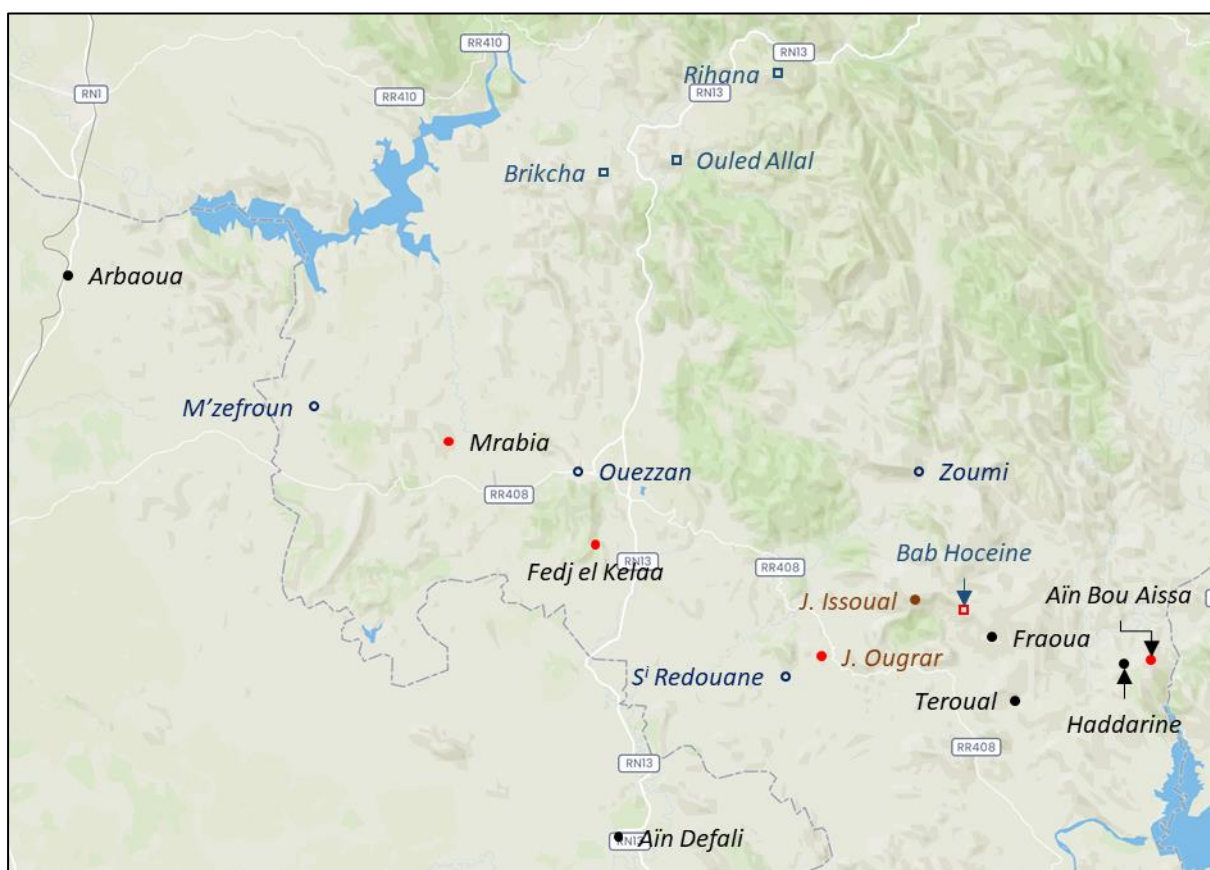 RR410
RN13
RN1
Rihana
RN13
RR410
Ouled Allal
Brikcha
Arbaoua
M'zefroun
Mrabia
Ouezzan
Zoumi
RR408
Bab Hoceine
RN13
Fedj el Kelaa
RR408
Aïn Bou Aissa
J. Issoual
Fraoua
J. Ougrar
Sⁱ Redouane
Teroual
Haddarine
RR408
RN13
Aïn Defali
RN13